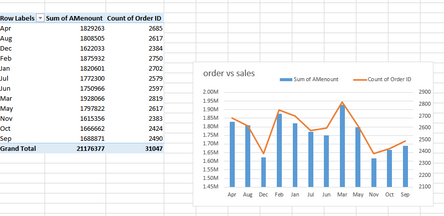 Row Labels Sum of AMenount Count of Order ID
Apr 1829263 2685
Aug 1808505 2617
Dec 1622033 2384
Feb 1875932 2750
Jan 1820601 2702
Jul 1772300 2579
Jun 1750966 2597
Mar 1928066 2819
May 1797822 2617
Nov 1615356 2383
Oct 1666662 2424
Sep 1688871 2490
Grand Total 21176377 31047
order vs sales
Sum of AMenount Count of Order ID
2.00M 2900
1.95M 2800
1.90M 2700
1.85M
1.80M 2600
1.75M 2500
1.70M 2400
1.65M
1.60M 2300
1.55M 2200
1.50M
1.45M 2100
Apr Aug Dec Feb Jan Jul Jun Mar May Nov Oct Sep